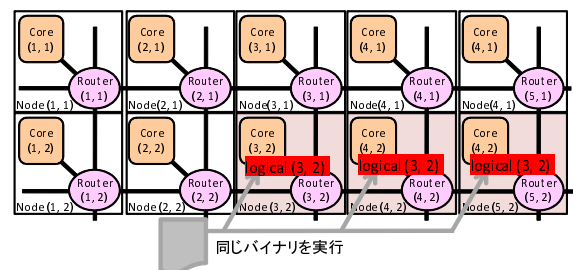 Core
(1, 1)
Core
(2, 1)
Core
(3, 1)
Core
(4, 1)
Core
(4, 1)
Router
(1, 1)
Router
(2, 1)
Router
(3, 1)
Router
(4, 1)
Router
(5, 1)
Node(1, 1)
Node(2, 1)
Node(3, 1)
Node(4, 1)
Node(4, 1)
Core
(1, 2)
Core
(2, 2)
Core
(3, 2)
Core
(4, 2)
Core
(4, 2)
logical (3, 2)
logical (3, 2)
logical (3, 2)
Router
(1, 2)
Router
(2, 2)
Router
(3, 2)
Router
(4, 2)
Router
(5, 2)
Node(1, 2)
Node(2, 2)
Node(3, 2)
Node(4, 2)
Node(5, 2)
同じバイナリを実行